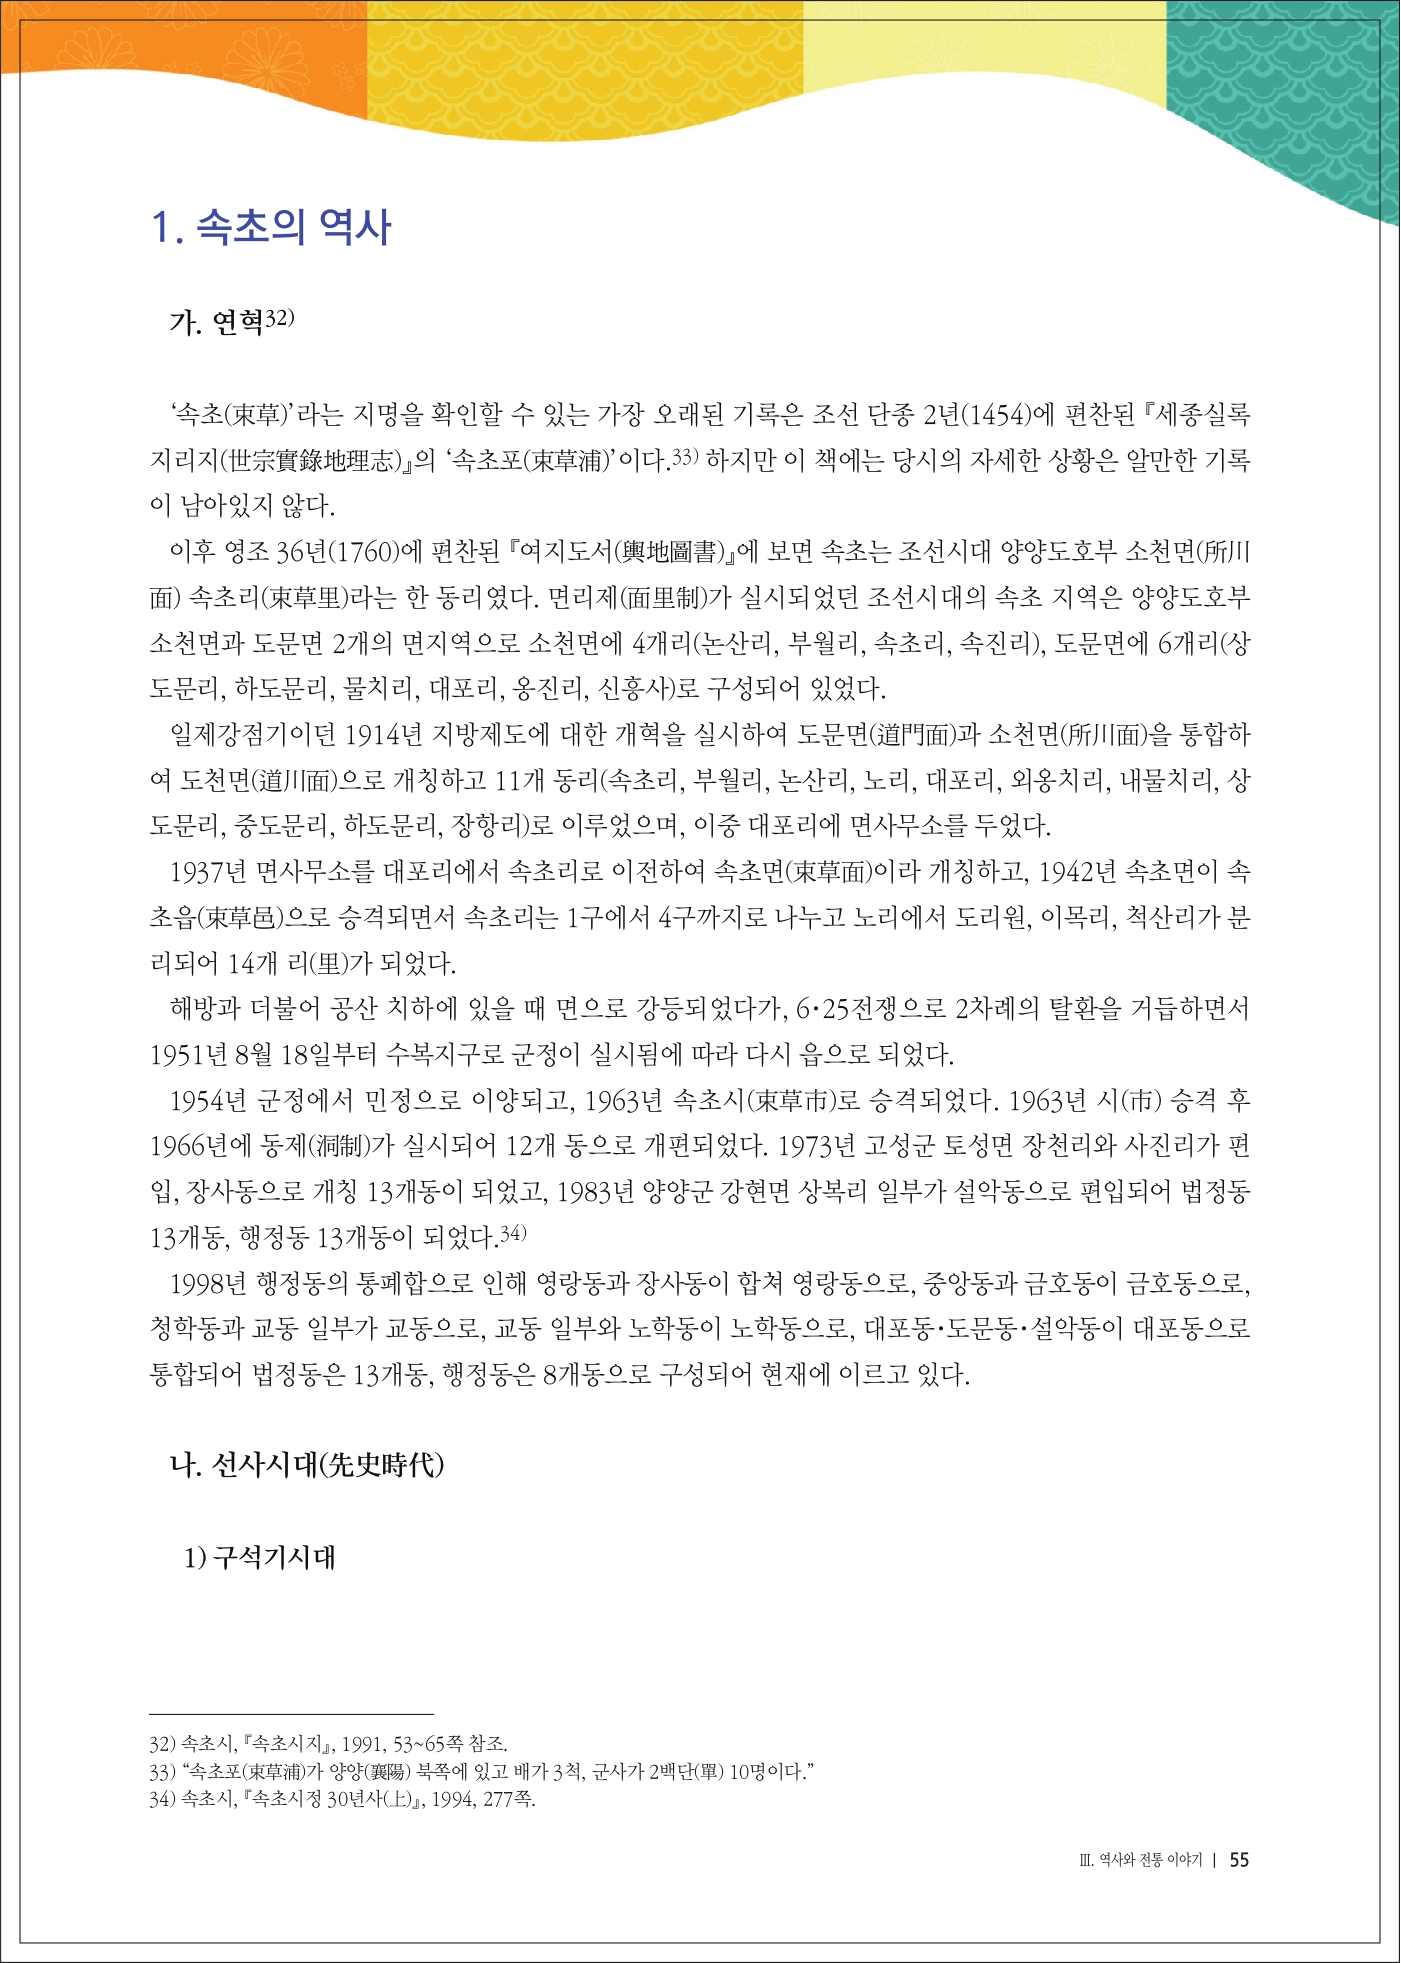 1. 속초의 역사
가. 연혁32)
‘속초(束草)’라는 지명을 확인할 수 있는 가장 오래된 기록은 조선 단종 2년(1454)에 편찬된 『세종실록
지리지(世宗實錄地理志)』의 ‘속초포(束草浦)’이다.33) 하지만 이 책에는 당시의 자세한 상황은 알만한 기록
이 남아있지 않다.
이후 영조 36년(1760)에 편찬된 『여지도서(輿地圖書)』에 보면 속초는 조선시대 양양도호부 소천면(所川
面) 속초리(束草里)라는 한 동리였다. 면리제(面里制)가 실시되었던 조선시대의 속초 지역은 양양도호부
소천면과 도문면 2개의 면지역으로 소천면에 4개리(논산리, 부월리, 속초리, 속진리), 도문면에 6개리(상
도문리, 하도문리, 물치리, 대포리, 옹진리, 신흥사)로 구성되어 있었다.
일제강점기이던 1914년 지방제도에 대한 개혁을 실시하여 도문면(道門面)과 소천면(所川面)을 통합하
여 도천면(道川面)으로 개칭하고 11개 동리(속초리, 부월리, 논산리, 노리, 대포리, 외옹치리, 내물치리, 상
도문리, 중도문리, 하도문리, 장항리)로 이루었으며, 이중 대포리에 면사무소를 두었다.
1937년 면사무소를 대포리에서 속초리로 이전하여 속초면(束草面)이라 개칭하고, 1942년 속초면이 속
초읍(束草邑)으로 승격되면서 속초리는 1구에서 4구까지로 나누고 노리에서 도리원, 이목리, 척산리가 분
리되어 14개 리(里)가 되었다.
해방과 더불어 공산 치하에 있을 때 면으로 강등되었다가, 6·25전쟁으로 2차례의 탈환을 거듭하면서
1951년 8월 18일부터 수복지구로 군정이 실시됨에 따라 다시 읍으로 되었다.
1954년 군정에서 민정으로 이양되고, 1963년 속초시(束草市)로 승격되었다. 1963년 시(市) 승격 후
1966년에 동제(洞制)가 실시되어 12개 동으로 개편되었다. 1973년 고성군 토성면 장천리와 사진리가 편
입, 장사동으로 개칭 13개동이 되었고, 1983년 양양군 강현면 상복리 일부가 설악동으로 편입되어 법정동
13개동, 행정동 13개동이 되었다.34)
1998년 행정동의 통폐합으로 인해 영랑동과 장사동이 합쳐 영랑동으로, 중앙동과 금호동이 금호동으로,
청학동과 교동 일부가 교동으로, 교동 일부와 노학동이 노학동으로, 대포동·도문동·설악동이 대포동으로
통합되어 법정동은 13개동, 행정동은 8개동으로 구성되어 현재에 이르고 있다.
나. 선사시대(先史時代)
1) 구석기시대
32) 속초시, 『속초시지』, 1991, 53~65쪽 참조.
33) “속초포(束草浦)가 양양(襄陽) 북쪽에 있고 배가 3척, 군사가 2백단(單) 10명이다.”
34) 속초시, 『속초시정 30년사(上)』, 1994, 277쪽.
Ⅲ. 역사와 전통 이야기 | 55